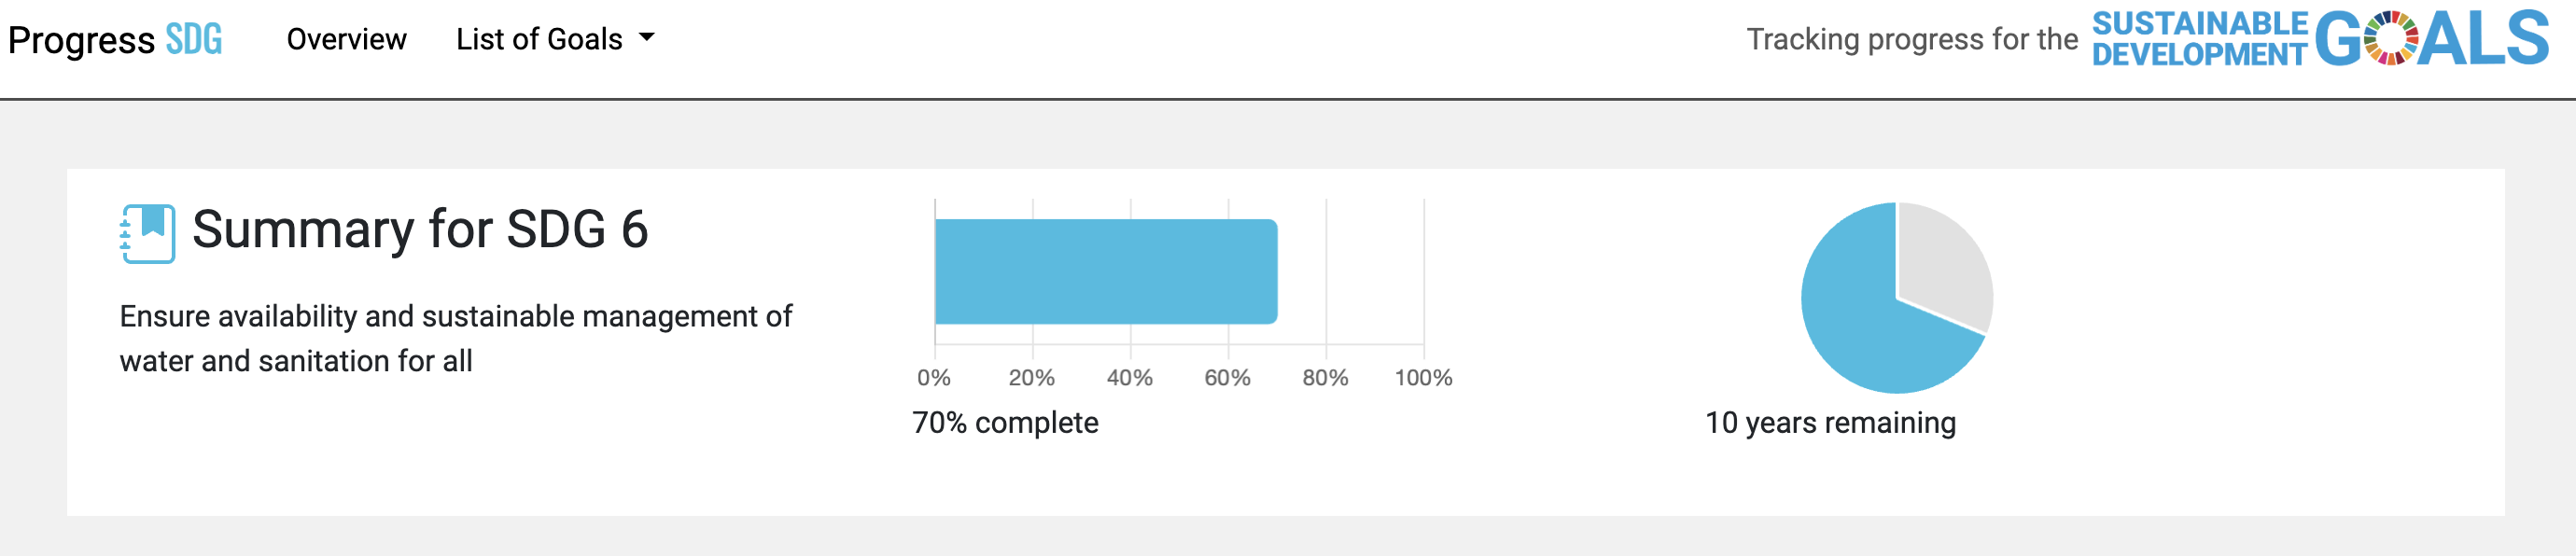 Progress SDG
Overview
List of Goals
Tracking progress for the
SUSTAINABLE
DEVELOPMENT
GOALS
Summary for SDG 6
Ensure availability and sustainable management of
water and sanitation for all
0% 20% 40% 60% 80% 100%
70% complete
10 years remaining